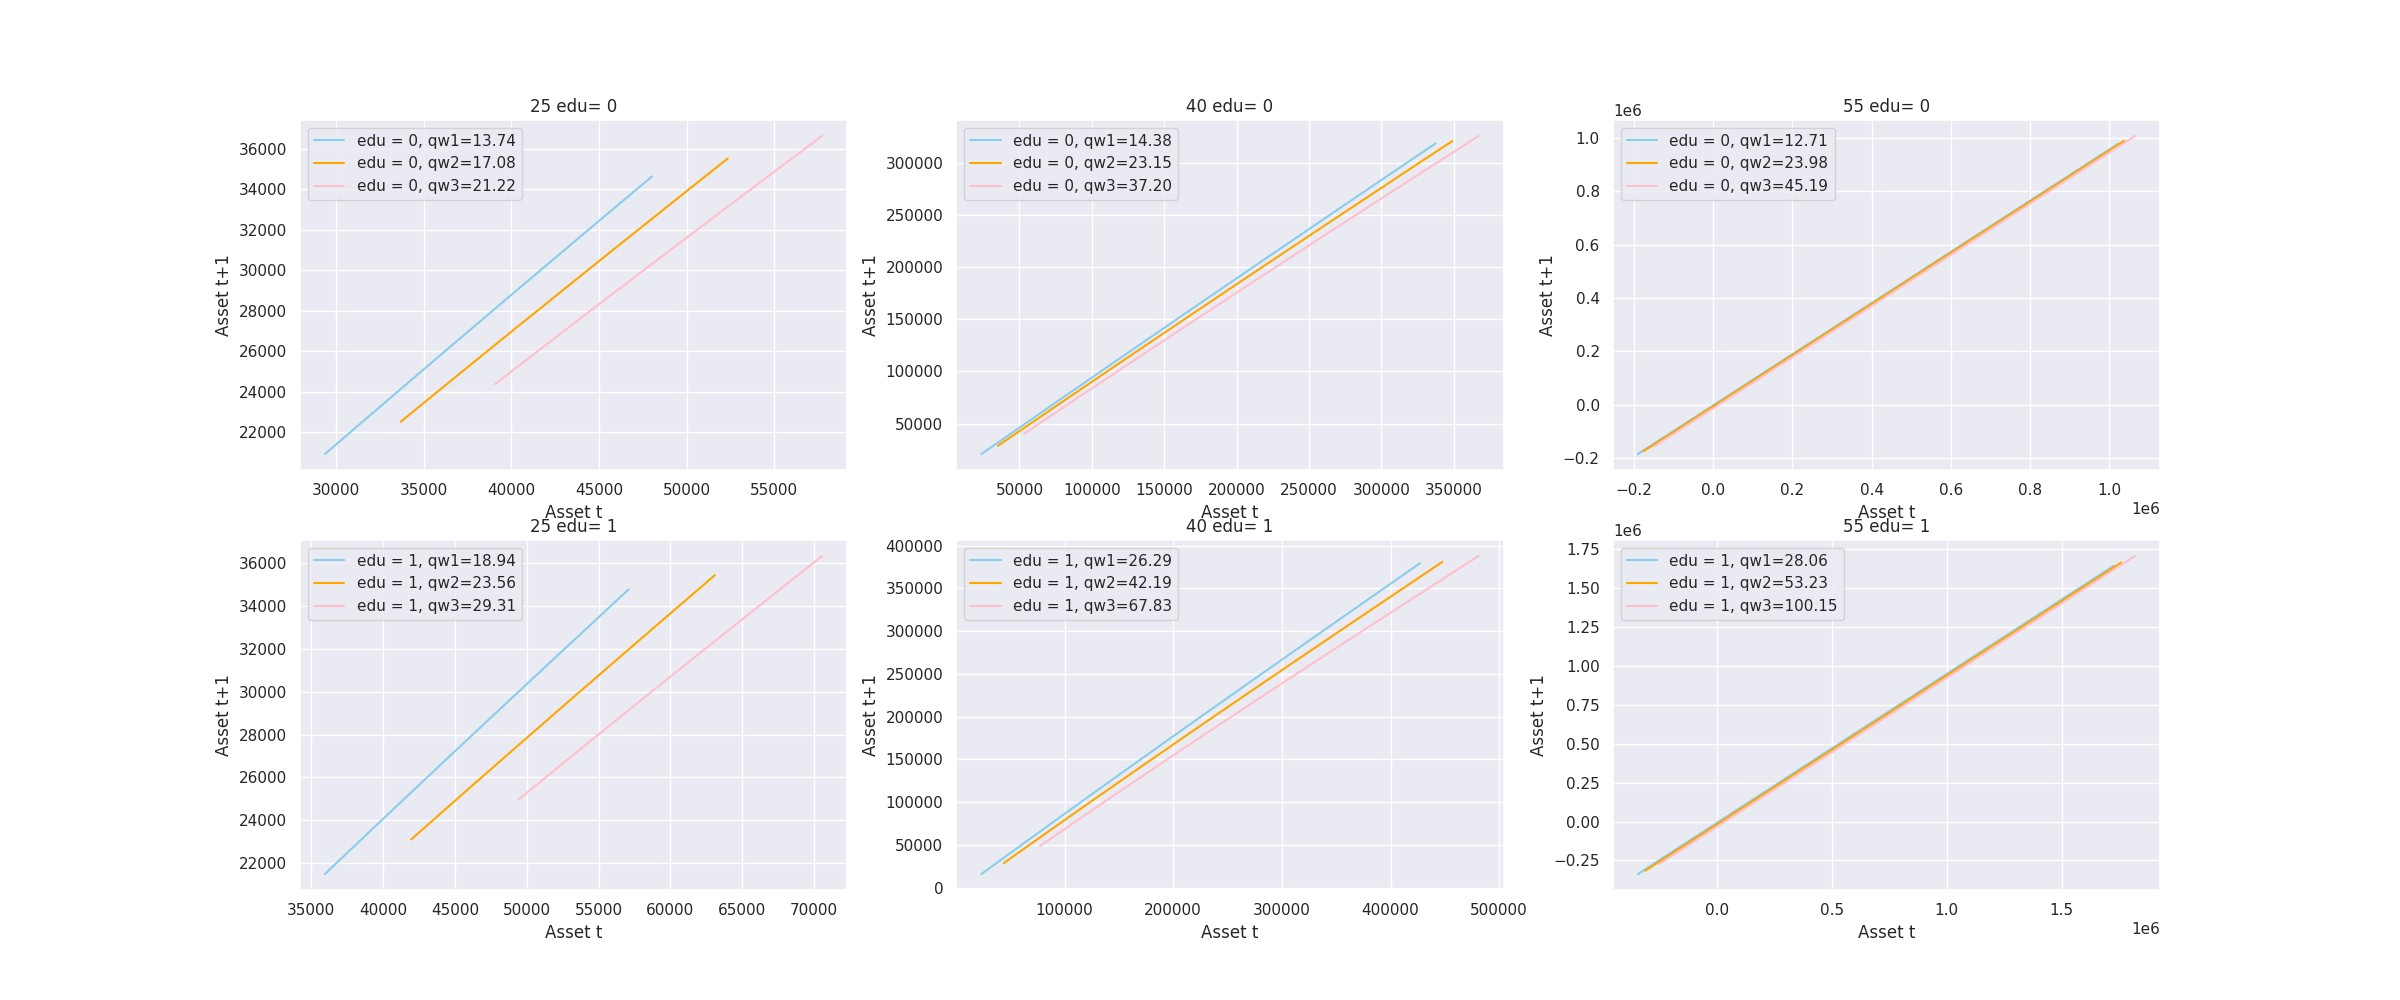 25 edu= 0
edu = 0, qw1=13.74
edu = 0, qw2=17.08
edu = 0, qw3=21.22
Asset t+1
36000
34000
32000
30000
28000
26000
24000
22000
30000 35000 40000 45000 50000 55000
Asset t
40 edu= 0
edu = 0, qw1=14.38
edu = 0, qw2=23.15
edu = 0, qw3=37.20
Asset t+1
300000
250000
200000
150000
100000
50000
50000 100000 150000 200000 250000 300000 350000
Asset t
55 edu= 0
1e6
edu = 0, qw1=12.71
edu = 0, qw2=23.98
edu = 0, qw3=45.19
Asset t+1
1.0
0.8
0.6
0.4
0.2
0.0
−0.2
−0.2 0.0 0.2 0.4 0.6 0.8 1.0
Asset t
1e6
25 edu= 1
edu = 1, qw1=18.94
edu = 1, qw2=23.56
edu = 1, qw3=29.31
Asset t+1
36000
34000
32000
30000
28000
26000
24000
22000
35000 40000 45000 50000 55000 60000 65000 70000
Asset t
40 edu= 1
edu = 1, qw1=26.29
edu = 1, qw2=42.19
edu = 1, qw3=67.83
Asset t+1
400000
350000
300000
250000
200000
150000
100000
50000
0
100000 200000 300000 400000 500000
Asset t
55 edu= 1
1e6
edu = 1, qw1=28.06
edu = 1, qw2=53.23
edu = 1, qw3=100.15
Asset t+1
1.75
1.50
1.25
1.00
0.75
0.50
0.25
0.00
−0.25
0.0 0.5 1.0 1.5
Asset t
1e6